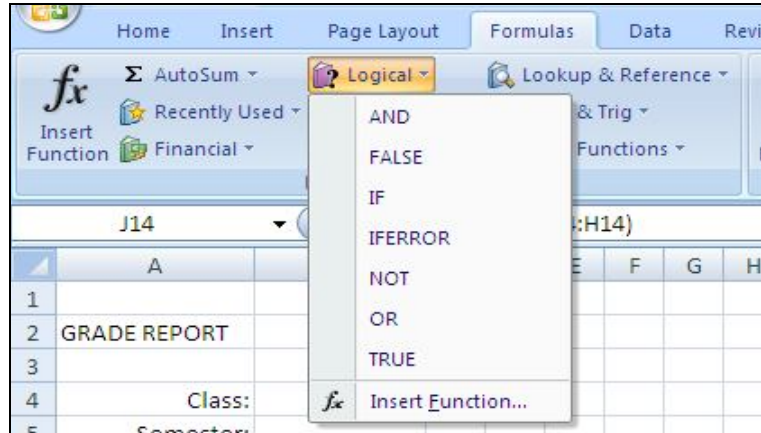 Home Insert Page Layout Formulas Data Revi
fx Σ AutoSum Logical Lookup & Reference
Insert Function
Recently Used & Trig
Financial Functions
AND
FALSE
IF
IFERROR
NOT
OR
TRUE
fx Insert Function...
J14 :H14)
A E F G H
1
2 GRADE REPORT
3
4 Class:
5 Semester: